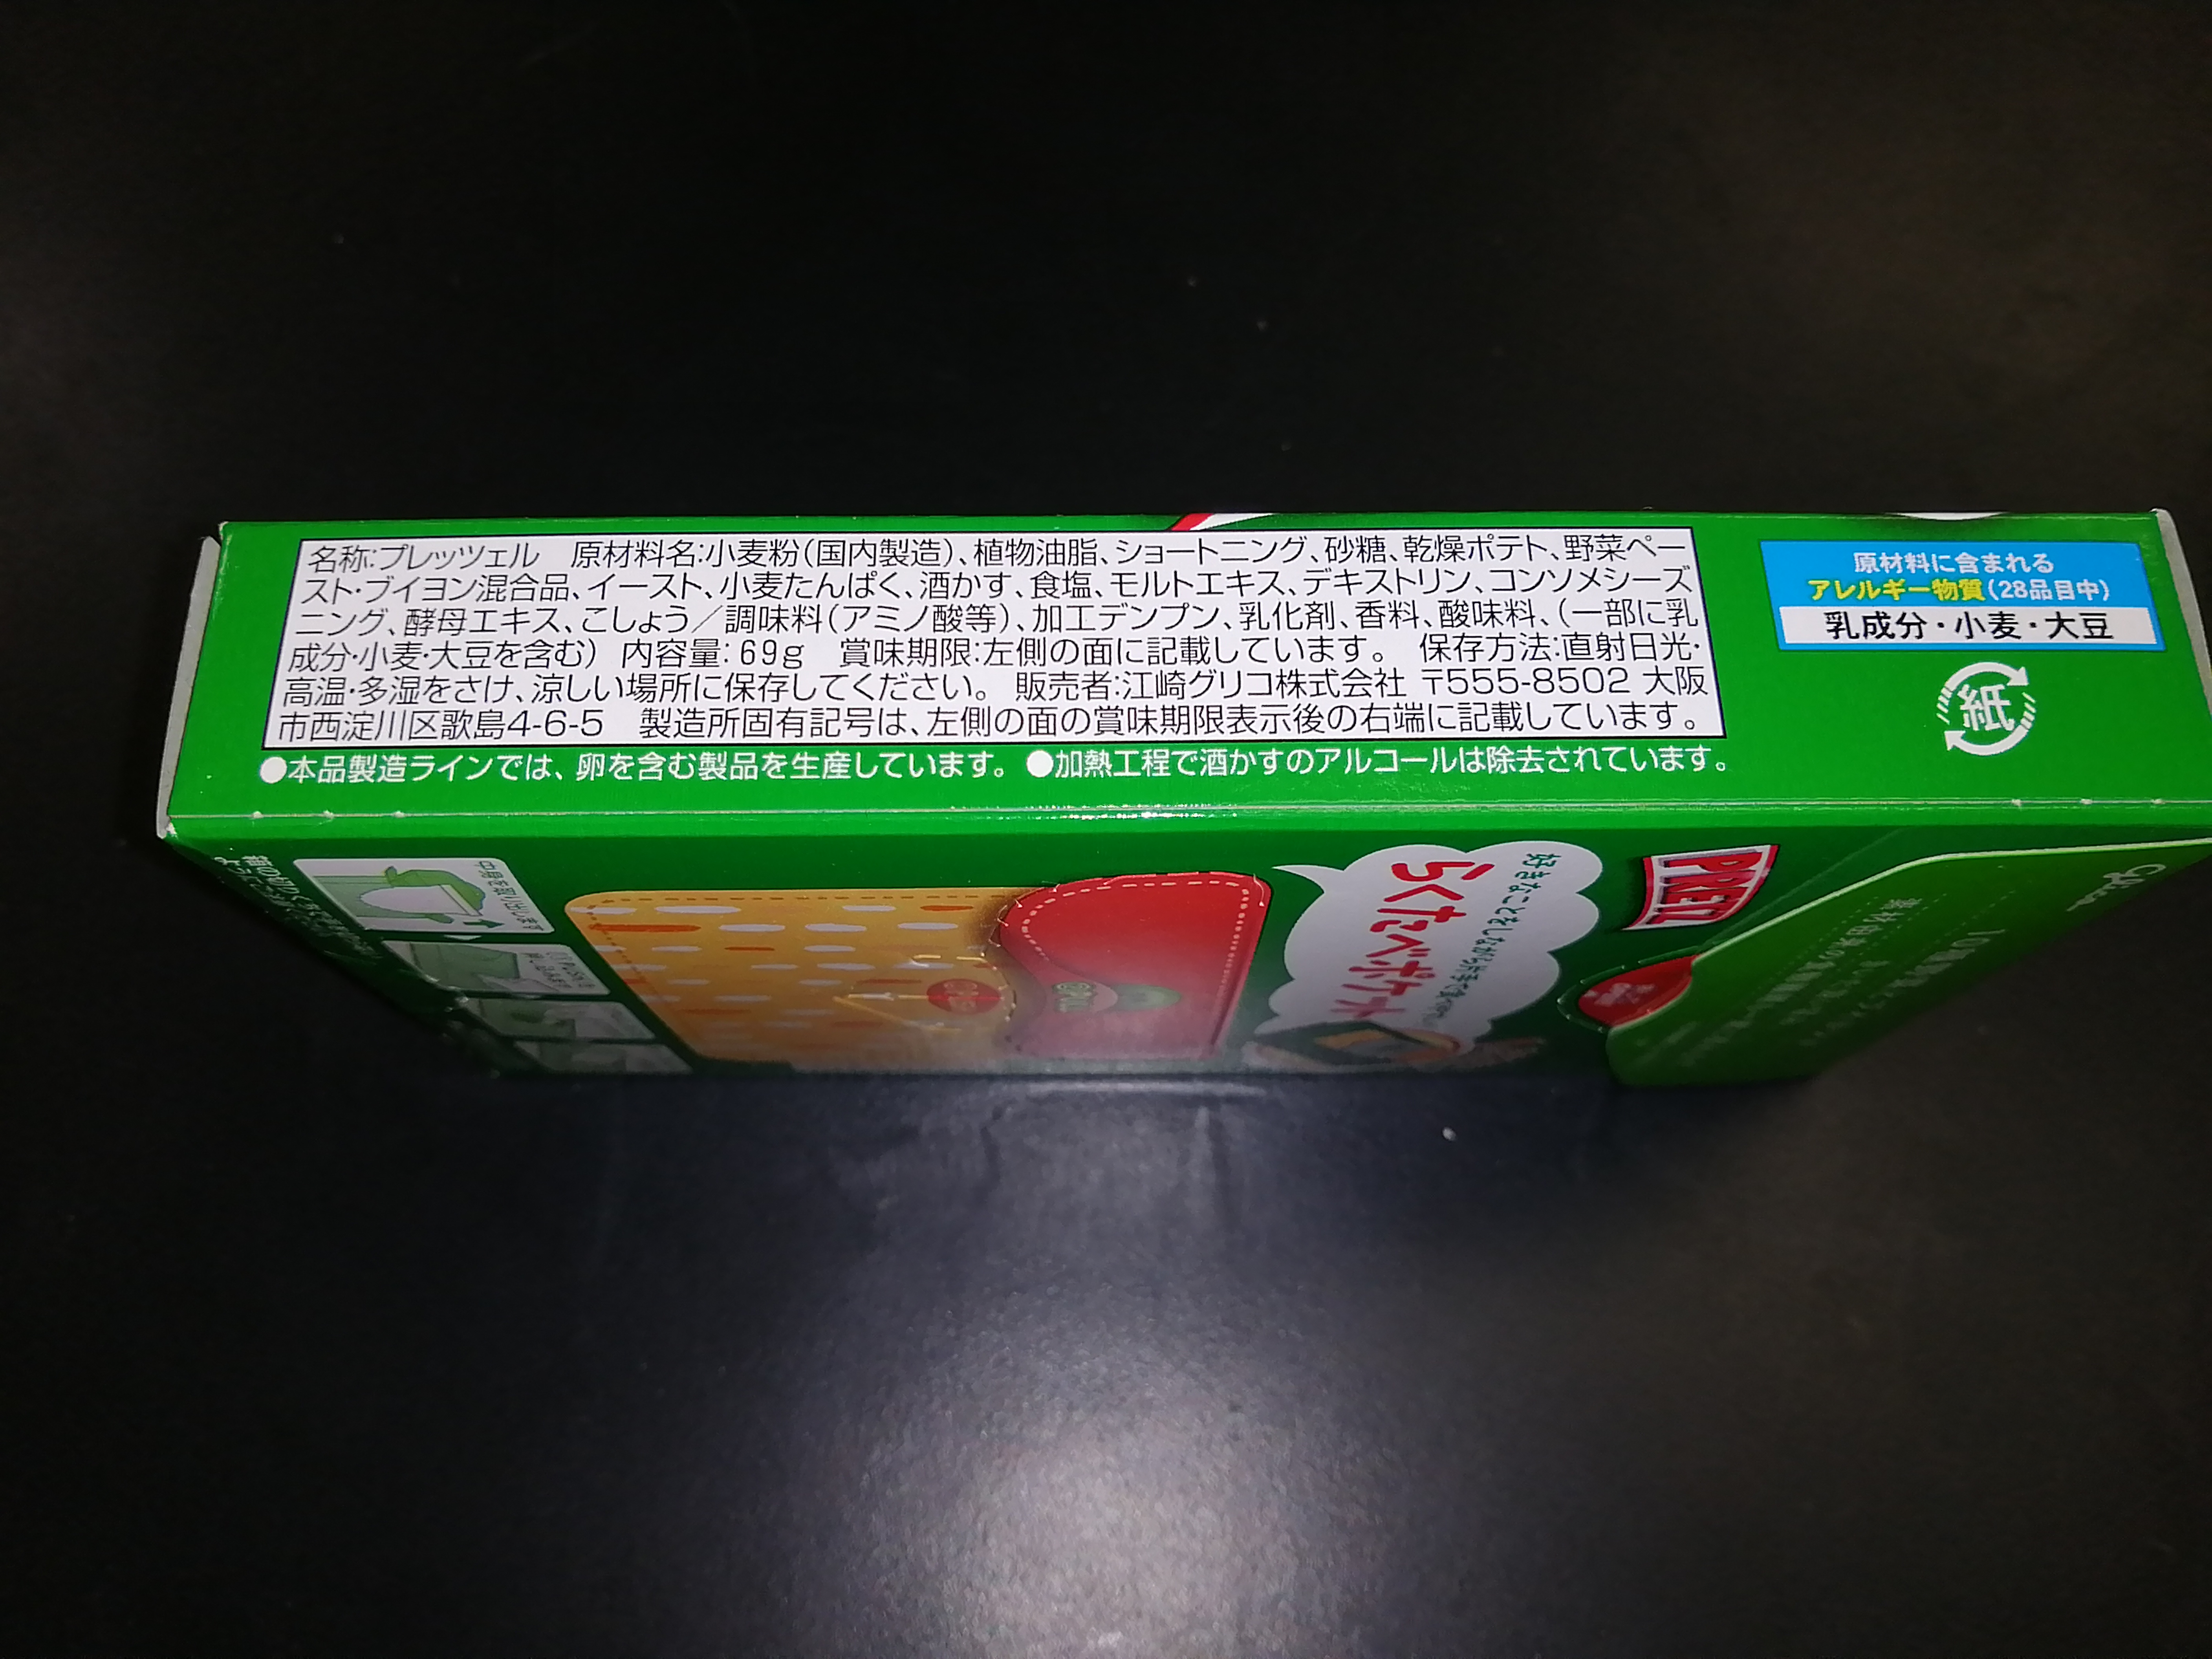 名称:プレッツェル　原材料名:小麦粉(国内製造)、植物油脂、ショートニング、砂糖、乾燥ポテト、野菜ペー
スト・ブイヨン混合品、イースト、小麦たんぱく、酒かす、食塩、モルトエキス、デキストリン、コンソメシーズ
ニング、酵母エキス、こしょう／調味料(アミノ酸等)、加工デンプン、乳化剤、香料、酸味料、(一部に乳
成分・小麦・大豆を含む)　内容量:69g　賞味期限:左側の面に記載しています。　保存方法:直射日光・
高温・多湿をさけ、涼しい場所に保存してください。　販売者:江崎グリコ株式会社 〒555-8502 大阪
市西淀川区歌島4-6-5　製造所固有記号は、左側の面の賞味期限表示後の右端に記載しています。
●本品製造ラインでは、卵を含む製品を生産しています。●加熱工程で酒かすのアルコールは除去されています。
原材料に含まれる
アレルギー物質(28品目中)
乳成分・小麦・大豆
紙
中身を取り出します
らくたべポケット
PRETZ